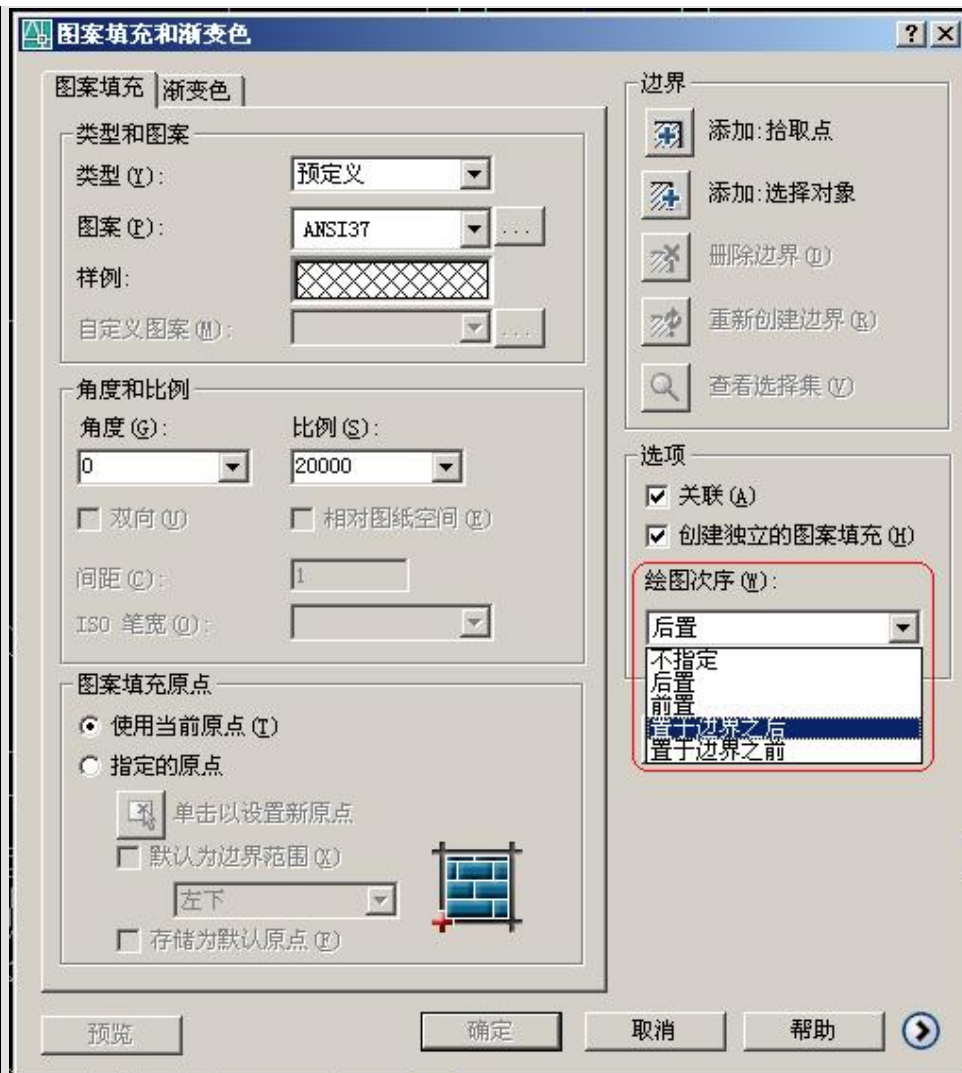 图案填充和渐变色
图案填充 渐变色
类型和图案
类型(Y):
预定义
图案(P):
ANSI37
...
样例:
自定义图案(M):
...
角度和比例
角度(G):
比例(S):
0
20000
双向(U)
相对图纸空间(E)
间距(C):
1
ISO 笔宽(O):
图案填充原点
使用当前原点(T)
指定的原点
单击以设置新原点
默认为边界范围(X)
左下
存储为默认原点(F)
边界
添加:拾取点
添加:选择对象
删除边界(D)
重新创建边界(R)
查看选择集(V)
选项
关联(A)
创建独立的图案填充(H)
绘图次序(W):
后置
不指定
后置
前置
置于边界之后
置于边界之前
预览
确定
取消
帮助